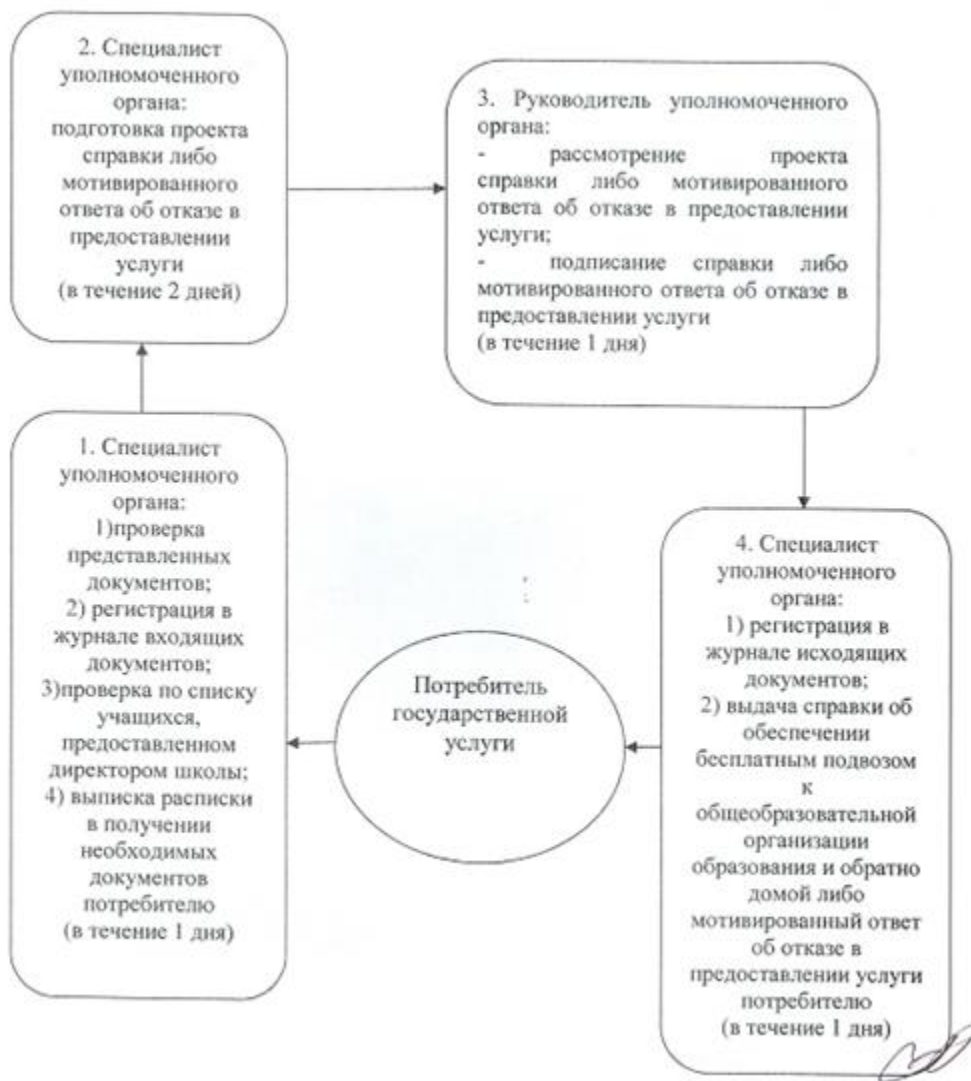 2. Специалист
уполномоченного
органа:
подготовка проекта
справки либо
мотивированного
ответа об отказе в
предоставлении
услуги
(в течение 2 дней)
3. Руководитель уполномоченного
органа:
- рассмотрение проекта
справки либо мотивированного
ответа об отказе в предоставлении
услуги;
- подписание справки либо
мотивированного ответа об отказе в
предоставлении услуги
(в течение 1 дня)
1. Специалист
уполномоченного
органа:
1)проверка
представленных
документов;
2) регистрация в
журнале входящих
документов;
3)проверка по списку
учащихся,
предоставленном
директором школы;
4) выписка расписки
в получении
необходимых
документов
потребителю
(в течение 1 дня)
Потребитель
государственной
услуги
4. Специалист
уполномоченного
органа:
1) регистрация в
журнале исходящих
документов;
2) выдача справки об
обеспечении
бесплатным подвозом
к
общеобразовательной
организации
образования и обратно
домой либо
мотивированный ответ
об отказе в
предоставлении услуги
потребителю
(в течение 1 дня)